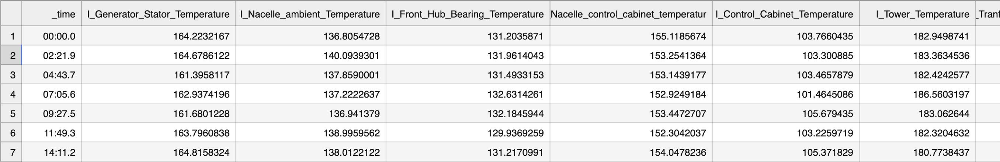 _time I_Generator_Stator_Temperature I_Nacelle_ambient_Temperature I_Front_Hub_Bearing_Temperature Nacelle_control_cabinet_temperatur I_Control_Cabinet_Temperature I_Tower_Temperature _Tranf
1 00:00.0 164.2232167 136.8054728 131.2035871 155.1185674 103.7660435 182.9498741
2 02:21.9 164.6786122 140.0939301 131.9614043 153.2541364 103.300885 183.3634536
3 04:43.7 161.3958117 137.8590001 131.4933153 153.1439177 103.4657879 182.4242577
4 07:05.6 162.9374196 137.2222637 132.6314261 152.9249184 101.4645086 186.5603197
5 09:27.5 161.6801228 136.941379 132.1845944 153.4472707 105.679435 183.062644
6 11:49.3 163.7960838 138.9959562 129.9369259 152.3042037 103.2259719 182.3204632
7 14:11.2 164.8158324 138.0122122 131.2170991 154.0478236 105.371829 180.7738437